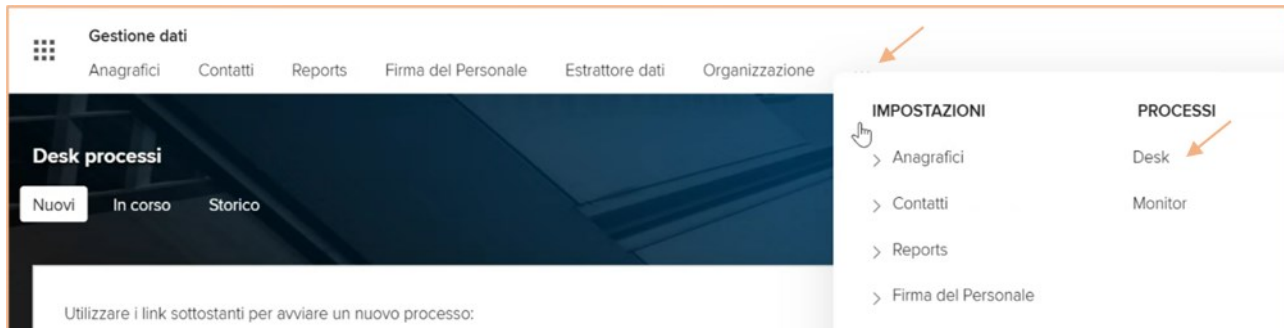 Gestione dati
Anagrafici Contatti Reports Firma del Personale Estrattore dati Organizzazione ...
IMPOSTAZIONI PROCESSI
Desk processi
> Anagrafici Desk
Nuovi In corso Storico
> Contatti Monitor
> Reports
> Firma del Personale
Utilizzare i link sottostanti per avviare un nuovo processo: